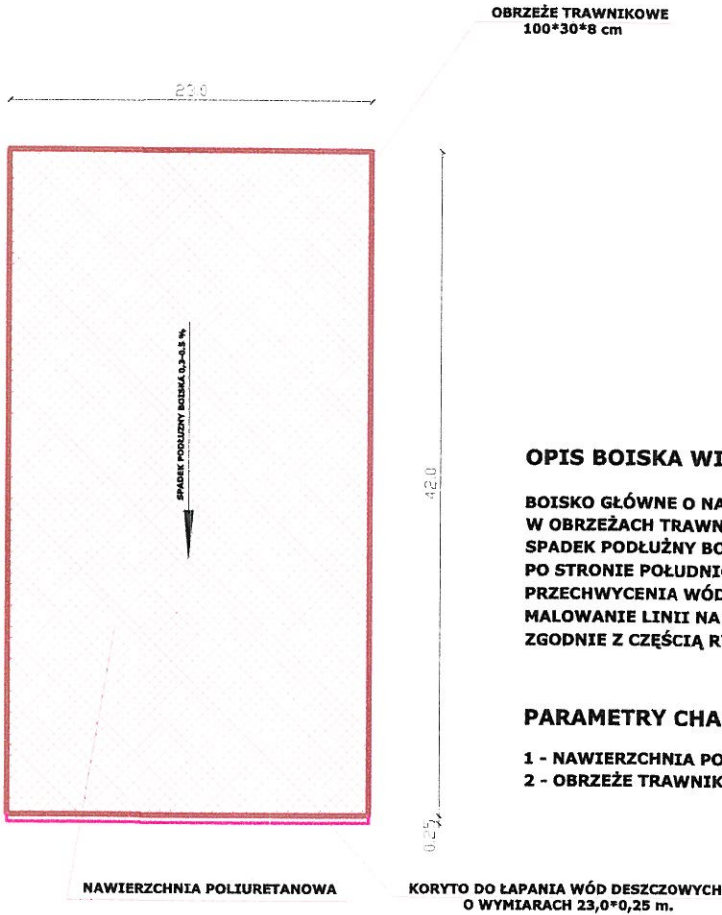 OBRZEŻE TRAWNIKOWE
100*30*8 cm
23.0
SPADEK PODŁUŻNY BOISKA 0,3-0.5 %
42.0
OPIS BOISKA WI
BOISKO GŁÓWNE O NA
W OBRZEŻACH TRAWN
SPADEK PODŁUŻNY BO
PO STRONIE POŁUDNI
PRZECHWYCENIA WÓD
MALOWANIE LINII NA
ZGODNIE Z CZĘŚCIĄ R
PARAMETRY CHA
1 - NAWIERZCHNIA PO
2 - OBRZEŻE TRAWNIK
0.25
NAWIERZCHNIA POLIURETANOWA
KORYTO DO ŁAPANIA WÓD DESZCZOWYCH
O WYMIARACH 23,0*0,25 m.